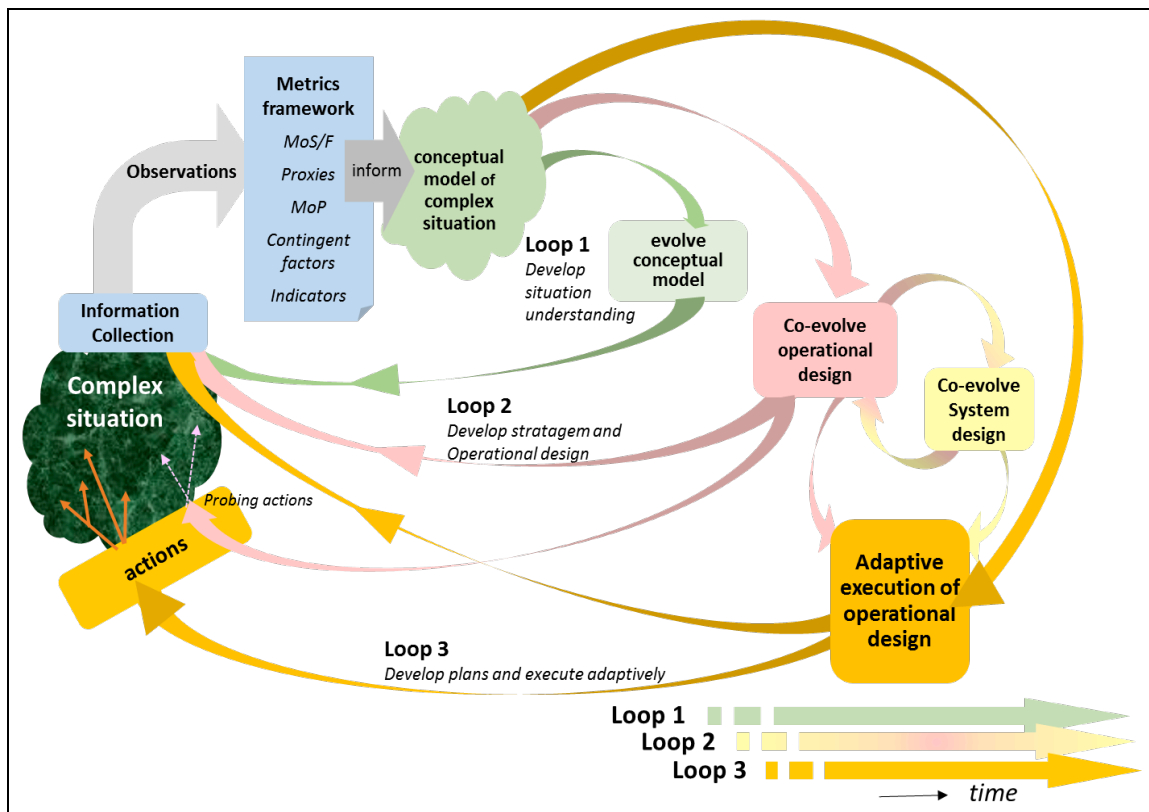 Metrics
framework
MoS/F
Proxies
MoP
Contingent
factors
Indicators
Observations
inform
conceptual
model of
complex
situation
Loop 1
Develop
situation
understanding
evolve
conceptual
model
Information
Collection
Complex
situation
Co-evolve
operational
design
Co-evolve
System
design
Loop 2
Develop stratagem and
Operational design
Probing actions
actions
Adaptive
execution of
operational
design
Loop 3
Develop plans and execute adaptively
Loop 1
Loop 2
Loop 3
time